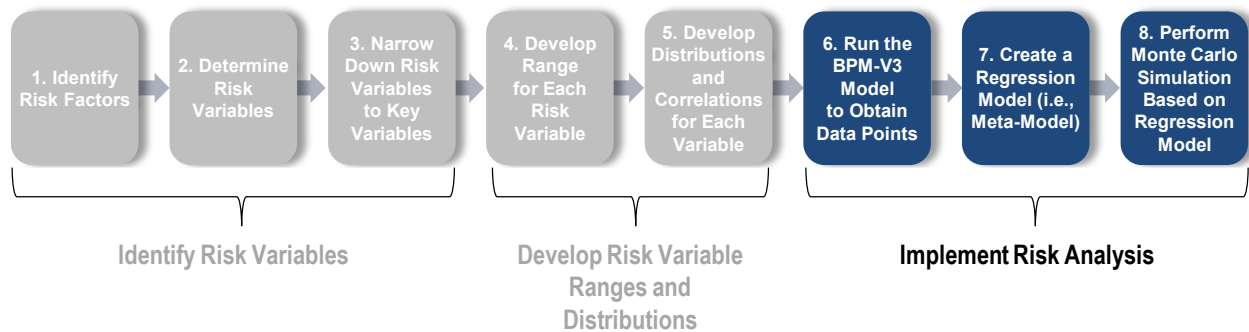 1. Identify
Risk Factors
2. Determine
Risk
Variables
3. Narrow
Down Risk
Variables
to Key
Variables
4. Develop
Range
for Each
Risk
Variable
5. Develop
Distributions
and
Correlations
for Each
Variable
6. Run the
BPM-V3
Model
to Obtain
Data Points
7. Create a
Regression
Model (i.e.,
Meta-Model)
8. Perform
Monte Carlo
Simulation
Based on
Regression
Model
Identify Risk Variables
Develop Risk Variable
Ranges and
Distributions
Implement Risk Analysis